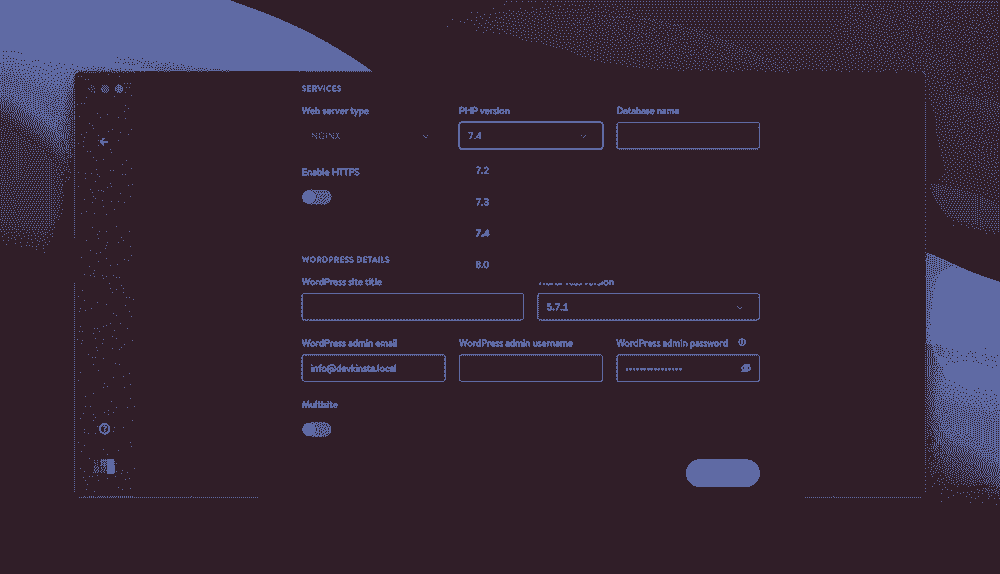 SERVICES
Web server type PHP version Database name
NGINX 7.4
Enable HTTPS 7.2
7.3
7.4
WORDPRESS DETAILS 8.0
WordPress site title WordPress version
5.7.1
WordPress admin email WordPress admin username WordPress admin password
info@devkinsta.local
Multisite